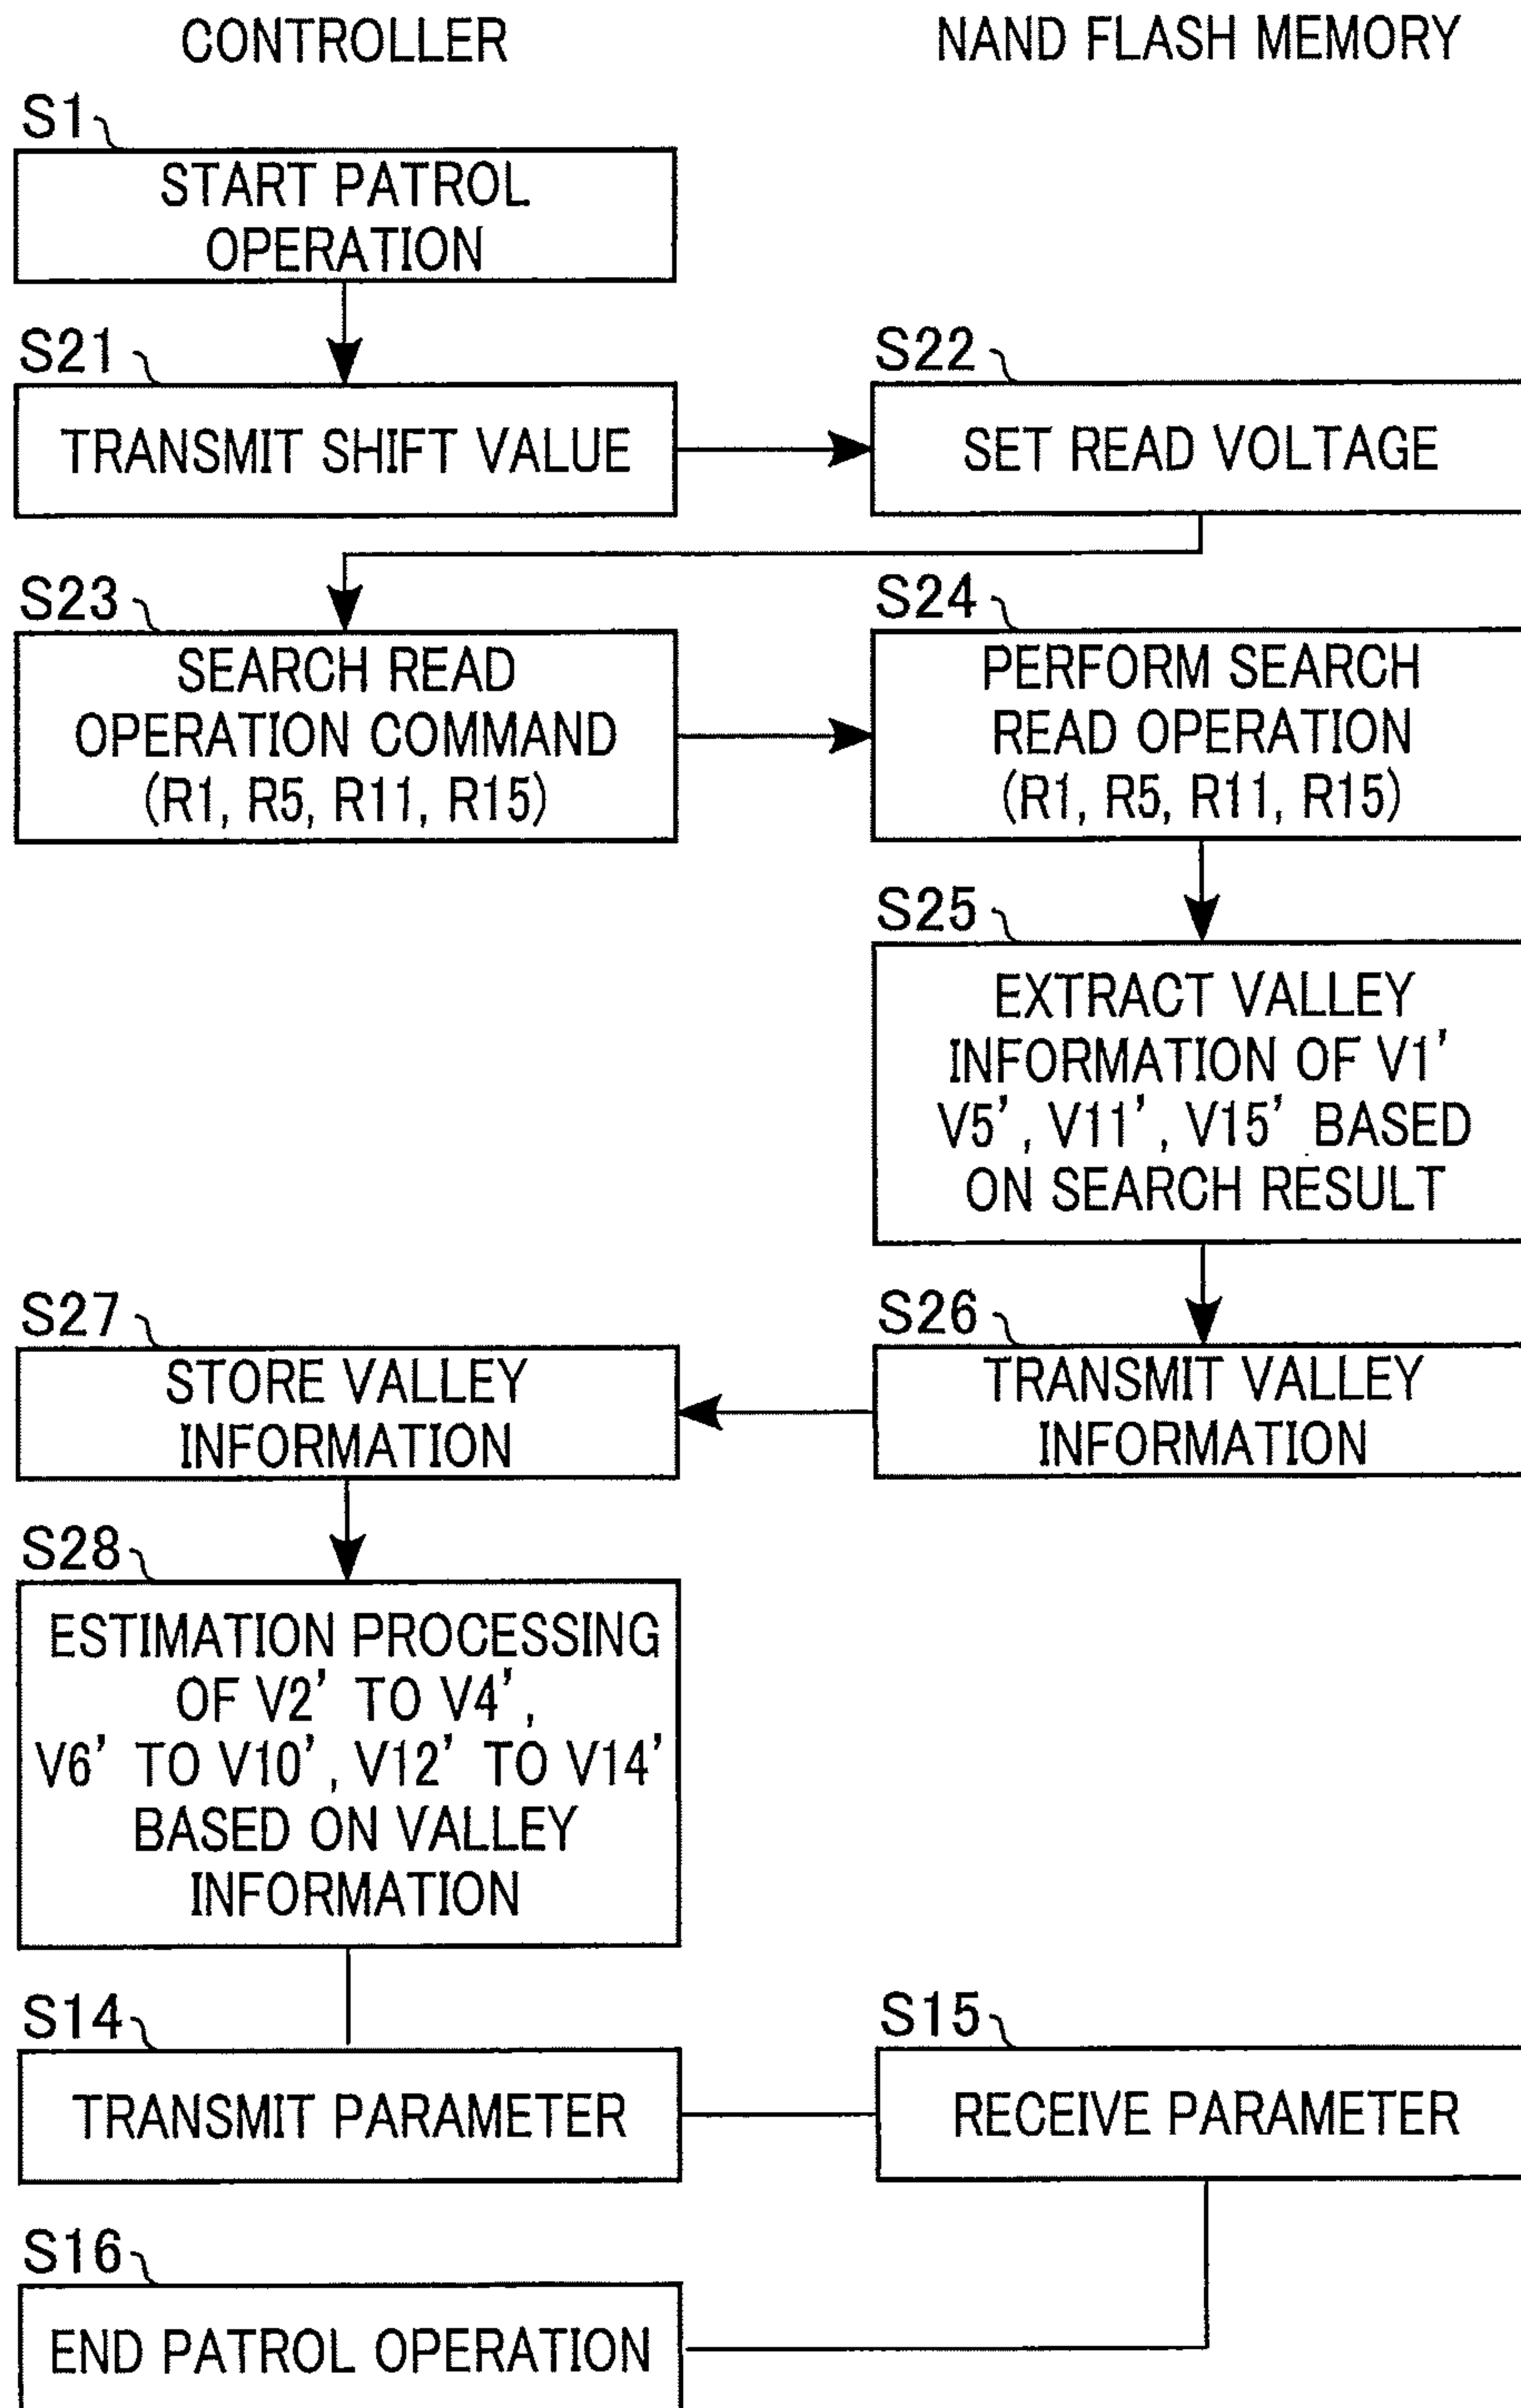 CONTROLLER
NAND FLASH MEMORY
S1
START PATROL
OPERATION
S21
TRANSMIT SHIFT VALUE
S22
SET READ VOLTAGE
S23
SEARCH READ
OPERATION COMMAND
(R1, R5, R11, R15)
S24
PERFORM SEARCH
READ OPERATION
(R1, R5, R11, R15)
S25
EXTRACT VALLEY
INFORMATION OF V1'
V5', V11', V15' BASED
ON SEARCH RESULT
S26
TRANSMIT VALLEY
INFORMATION
S27
STORE VALLEY
INFORMATION
S28
ESTIMATION PROCESSING
OF V2' TO V4',
V6' TO V10', V12' TO V14'
BASED ON VALLEY
INFORMATION
S14
TRANSMIT PARAMETER
S15
RECEIVE PARAMETER
S16
END PATROL OPERATION